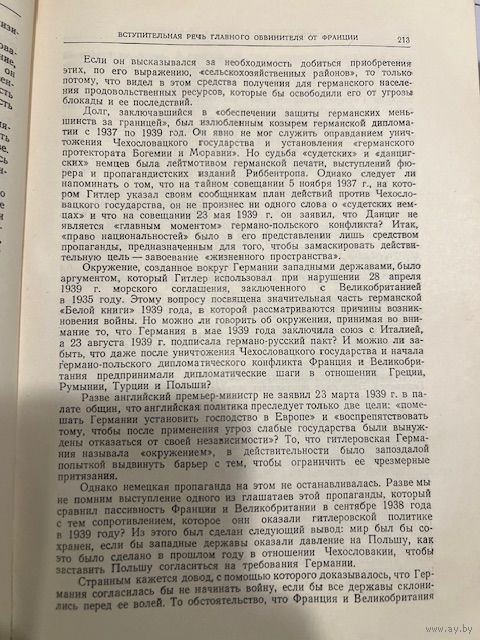 ВСТУПИТЕЛЬНАЯ РЕЧЬ ГЛАВНОГО ОБВИНИТЕЛЯ ОТ ФРАНЦИИ 213
Если он высказывался за необходимость добиться приобретения
этих, по его выражению, «сельскохозяйственных районов», то только
потому, что видел в этом средства получения для германского населе-
ния продовольственных ресурсов, которые бы освободили его от угрозы
блокады и ее последствий.
Долг, заключавшийся в «обеспечении защиты германских мень-
шинств за границей», был излюбленным козырем германской диплома-
тии с 1937 по 1939 год. Он явно не мог служить оправданием унич-
тожения Чехословацкого государства и установления «германского
протектората Богемии и Моравии». Но судьба «судетских» и «данциг-
ских» немцев была лейтмотивом германской печати, выступлений фю-
рера и пропагандистских изданий Риббентропа. Однако следует ли
напоминать о том, что на тайном совещании 5 ноября 1937 г., на кото-
ром Гитлер указал своим сообщникам план действий против Чехосло-
вацкого государства, он не произнес ни одного слова о «судетских нем-
цах» и что на совещании 23 мая 1939 г. он заявил, что Данциг не
является «главным моментом» германо-польского конфликта? Итак,
«право национальностей» было в его представлении лишь средством
пропаганды, предназначенным для того, чтобы замаскировать действи-
тельную цель — завоевание «жизненного пространства».
Окружение, созданное вокруг Германии западными державами, было
аргументом, который Гитлер использовал при нарушении 28 апреля
1939 г. морского соглашения, заключенного с Великобританией
в 1935 году. Этому вопросу посвящена значительная часть германской
«Белой книги» 1939 года, в которой рассматриваются причины возник-
новения войны. Но можно ли говорить об окружении, принимая во вни-
мание то, что Германия в мае 1939 года заключила союз с Италией,
а 23 августа 1939 г. подписала германо-русский пакт? И можно ли за-
быть, что даже после уничтожения Чехословацкого государства и начала
германо-польского дипломатического конфликта Франция и Великобри-
тания предпринимали дипломатические шаги в отношении Греции,
Румынии, Турции и Польши?
Разве английский премьер-министр не заявил 23 марта 1939 г. в па-
лате общин, что английская политика преследует только две цели: «поме-
шать Германии установить господство в Европе» и «воспрепятствовать
тому, чтобы после применения угроз слабые государства были вынуж-
дены отказаться от своей независимости»? То, что гитлеровская Герма-
ния называла «окружением», в действительности было запоздалой
попыткой выдвинуть барьер с тем, чтобы ограничить ее чрезмерные
притязания.
Однако немецкая пропаганда на этом не останавливалась. Разве мы
не помним выступление одного из глашатаев этой пропаганды, который
сравнил пассивность Франции и Великобритании в сентябре 1938 года
с тем сопротивлением, которое они оказали гитлеровской политике
в 1939 году? Из этого был сделан следующий вывод: мир был бы со-
хранен, если бы западные державы оказали давление на Польшу, как
это было сделано в прошлом году в отношении Чехословакии, чтобы
заставить Польшу согласиться на требования Германии.
Странным кажется довод, с помощью которого доказывалось, что Гер-
мания согласилась бы не начинать войну, если бы все державы склони-
лись перед ее волей. То обстоятельство, что Франция и Великобритания
www.ay.by